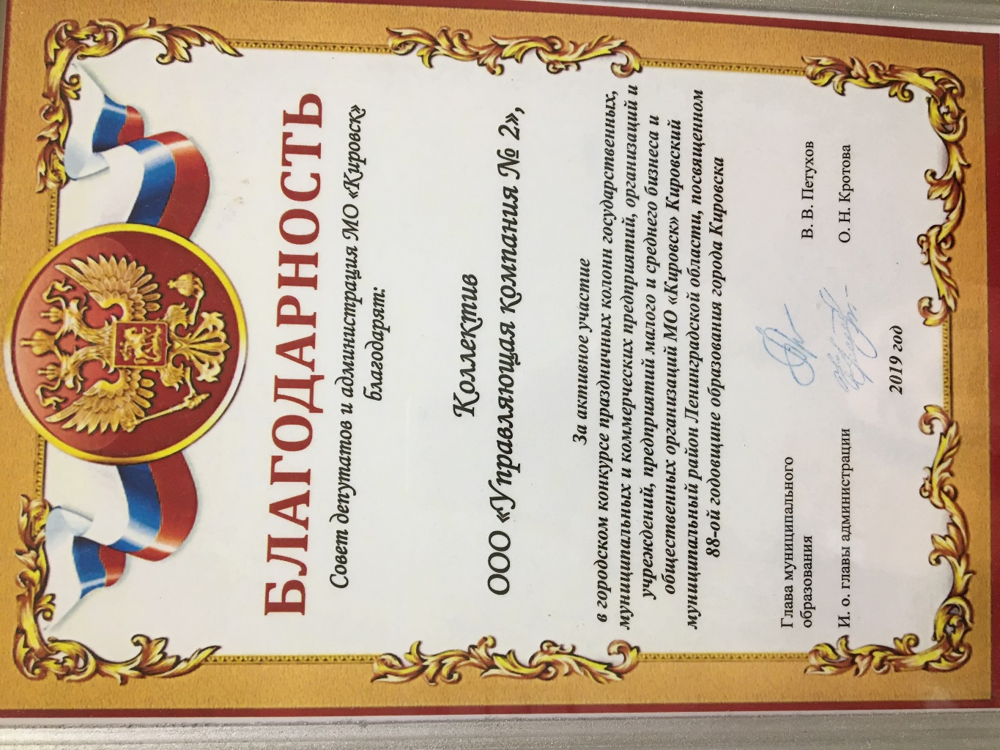 БЛАГОДАРНОСТЬ
Совет депутатов и администрация МО «Кировск»
благодарят:
Коллектив
ООО «Управляющая компания № 2»,
За активное участие
в городском конкурсе праздничных колонн государственных,
муниципальных и коммерческих предприятий, организаций и
учреждений, предприятий малого и среднего бизнеса и
общественных организаций МО «Кировск» Кировский
муниципальный район Ленинградской области, посвященном
88-ой годовщине образования города Кировска
Глава муниципального
образования В. В. Петухов
И. о. главы администрации О. Н. Кротова
2019 год